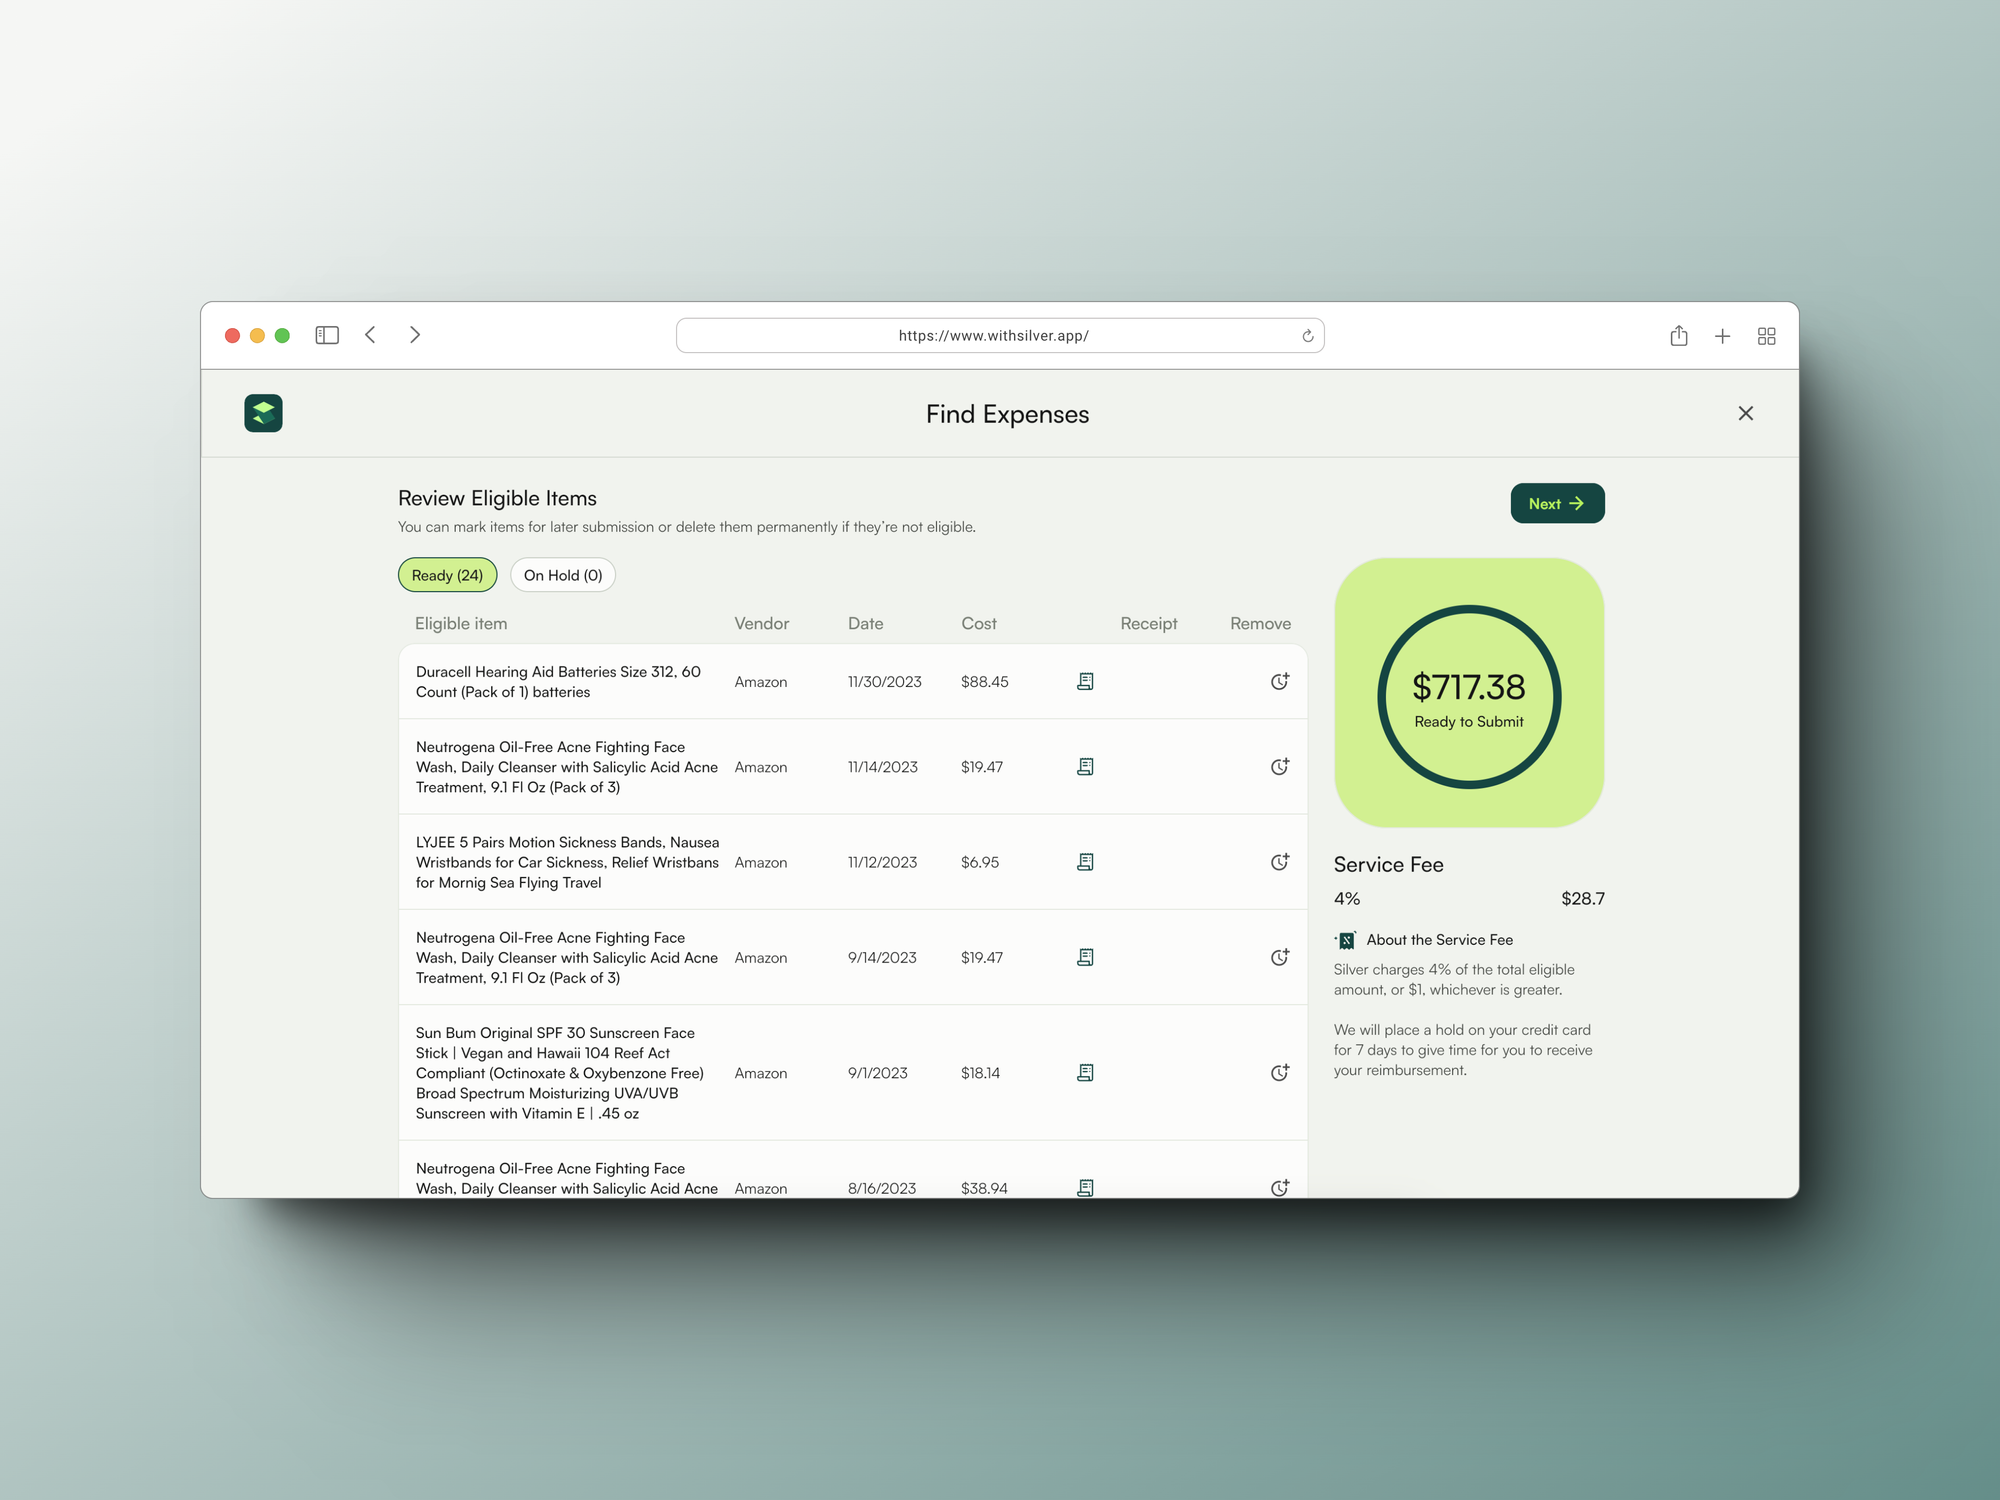 https://www.withsilver.app/
Find Expenses
Review Eligible Items
You can mark items for later submission or delete them permanently if they're not eligible.
Next
Ready (24)
On Hold (0)
Eligible item Vendor Date Cost Receipt Remove
Duracell Hearing Aid Batteries Size 312, 60
Count (Pack of 1) batteries
Amazon 11/30/2023 $88.45
Neutrogena Oil-Free Acne Fighting Face
Wash, Daily Cleanser with Salicylic Acid Acne
Treatment, 9.1 Fl Oz (Pack of 3)
Amazon 11/14/2023 $19.47
LYJEE 5 Pairs Motion Sickness Bands, Nausea
Wristbands for Car Sickness, Relief Wristbans
for Mornig Sea Flying Travel
Amazon 11/12/2023 $6.95
Neutrogena Oil-Free Acne Fighting Face
Wash, Daily Cleanser with Salicylic Acid Acne
Treatment, 9.1 Fl Oz (Pack of 3)
Amazon 9/14/2023 $19.47
Sun Bum Original SPF 30 Sunscreen Face
Stick | Vegan and Hawaii 104 Reef Act
Compliant (Octinoxate & Oxybenzone Free)
Broad Spectrum Moisturizing UVA/UVB
Sunscreen with Vitamin E | .45 oz
Amazon 9/1/2023 $18.14
Neutrogena Oil-Free Acne Fighting Face
Wash, Daily Cleanser with Salicylic Acid Acne
Amazon 8/16/2023 $38.94
$717.38
Ready to Submit
Service Fee
4% $28.7
About the Service Fee
Silver charges 4% of the total eligible
amount, or $1, whichever is greater.
We will place a hold on your credit card
for 7 days to give time for you to receive
your reimbursement.